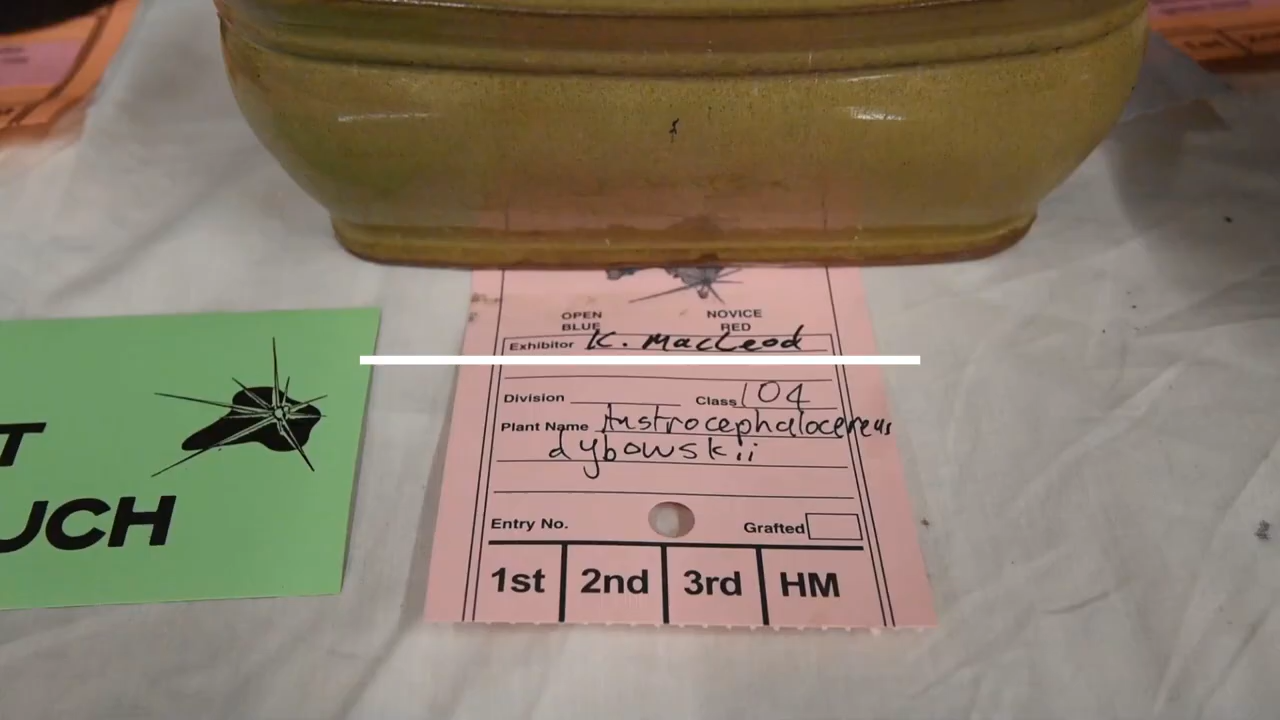 OPEN NOVICE
BLUE RED
Exhibitor K. MacLeod
Division Class 104
Plant Name Austrocephalocereus
dybowskii
Entry No. Grafted
1st 2nd 3rd HM
UCH